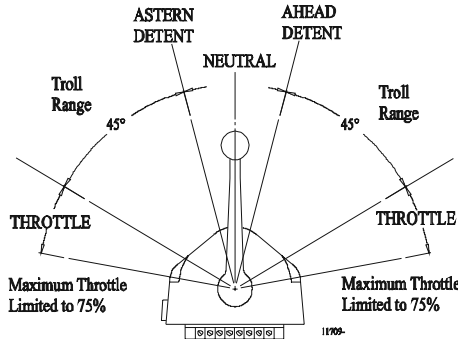 ASTERN
DETENT
AHEAD
DETENT
NEUTRAL
Troll
Range
Troll
Range
45°
45°
THROTTLE
THROTTLE
Maximum Throttle
Limited to 75%
Maximum Throttle
Limited to 75%
11709-